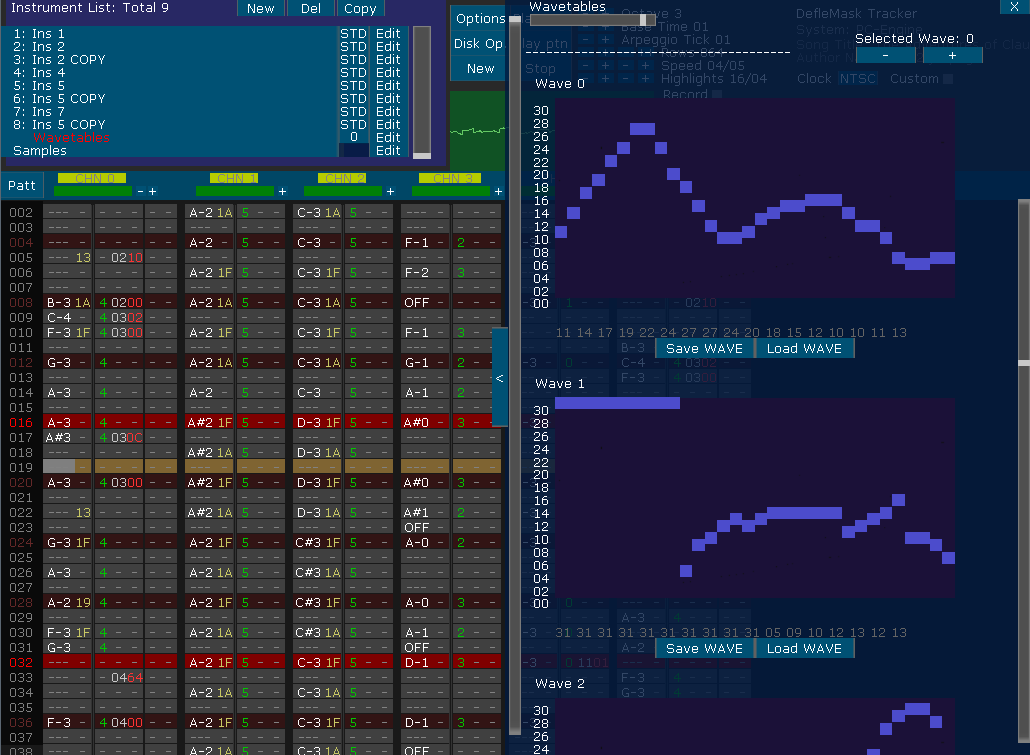 Instrument List: Total 9 New Del Copy
1: Ins 1 STD Edit
2: Ins 2 STD Edit
3: Ins 2 COPY STD Edit
4: Ins 4 STD Edit
5: Ins 5 STD Edit
6: Ins 5 COPY STD Edit
7: Ins 7 STD Edit
8: Ins 5 COPY STD Edit
Wavetables 0 Edit
Samples Edit
Options
Disk Op.
New
Patt CHN 0 - + CHN 1 + CHN 2 + CHN 3 +
002 --- - - - - - - A-2 1A 5 - - C-3 1A 5 - - --- - - - - -
003 --- - - - - - - --- - - - - - --- - - - - - --- - - - - -
004 --- - - - - - - A-2 - 5 - - C-3 - 5 - - F-1 - 2 - -
005 --- 13 - 0210 --- - - - - - --- - - - - - --- - - - - -
006 --- - - - - - - A-2 1F 5 - - C-3 1F 5 - - F-2 - 3 - -
007 --- - - - - - - --- - - - - - --- - - - - - --- - - - - -
008 B-3 1A 4 0200 A-2 1A 5 - - C-3 1A 5 - - OFF - - -
009 C-4 - 4 0302 --- - - - - - --- - - - - - --- - - - - -
010 F-3 1F 4 0300 A-2 1F 5 - - C-3 1F 5 - - F-1 - 3 - -
011 --- - - - - - - --- - - - - - --- - - - - - --- - - - - -
012 G-3 - 4 - - - - A-2 1A 5 - - C-3 1A 5 - - G-1 - 2 - -
013 --- - - - - - - --- - - - - - --- - - - - - --- - - - - -
014 A-3 - 4 - - - - A-2 - 5 - - C-3 - 5 - - A-1 - 2 - -
015 --- - - - - - - --- - - - - - --- - - - - - --- - - - - -
016 A-3 - 4 - - - - A#2 1F 5 - - D-3 1F 5 - - A#0 - 3 - -
017 A#3 - 4 030C --- - - - - - --- - - - - - --- - - - - -
018 --- - - - - - - A#2 1A 5 - - D-3 1A 5 - - --- - - - - -
019 - - - - - - --- - - - - - --- - - - - - --- - - - - -
020 A-3 - 4 0300 A#2 1F 5 - - D-3 1F 5 - - A#0 - 3 - -
021 --- - - - - - - --- - - - - - --- - - - - - --- - - - - -
022 --- 13 - - - - - A#2 1A 5 - - D-3 1A 5 - - A#1 - 2 - -
023 --- - - - - - - --- - - - - - --- - - - - - OFF - - -
024 G-3 1F 4 - - - - A-2 1F 5 - - C#3 1F 5 - - A-0 - 2 - -
025 --- - - - - - - --- - - - - - --- - - - - - --- - - - - -
026 A-3 - 4 - - - - A-2 1A 5 - - C#3 1A 5 - - --- - - - - -
027 --- - - - - - - --- - - - - - --- - - - - - --- - - - - -
028 A-2 19 4 - - - - A-2 1F 5 - - C#3 1F 5 - - A-0 - 3 - -
029 --- - - - - - - --- - - - - - --- - - - - - --- - - - - -
030 F-3 1F 4 - - - - A-2 1A 5 - - C#3 1A 5 - - A-1 - 2 - -
031 G-3 - 4 - - - - --- - - - - - --- - - - - - OFF - - -
032 --- - - - - - - A-2 1F 5 - - C-3 1F 5 - - D-1 - 3 - -
033 --- - - 0464 --- - - - - - --- - - - - - --- - - - - -
034 --- - - - - - - A-2 1A 5 - - C-3 1A 5 - - --- - - - - -
035 --- - - - - - - --- - - - - - --- - - - - - --- - - - - -
036 F-3 - 4 0400 A-2 1F 5 - - C-3 1F 5 - - D-1 - 3 - -
037 --- - - - - - - --- - - - - - --- - - - - - --- - - - - -
038 --- - - - - - - A-2 1A 5 - - C-3 1A 5 - - OFF - - -
<
Wavetables X
Octave 3
Base Time 01
Arpeggio Tick 01
Speed 04/05
Highlights 16/04
Record
Stop
DefleMask Tracker
Clock NTSC Custom
Selected Wave: 0
- +
Wave 0
30
28
26
24
22
20
18
16
14
12
10
08
06
04
02
00
11 14 17 19 22 24 27 27 24 20 18 15 12 10 10 11 13
Save WAVE Load WAVE
Wave 1
30
28
26
24
22
20
18
16
14
12
10
08
06
04
02
00
31 31 31 31 31 31 31 31 31 31 05 09 10 12 13 12 13
Save WAVE Load WAVE
Wave 2
30
28
26
24